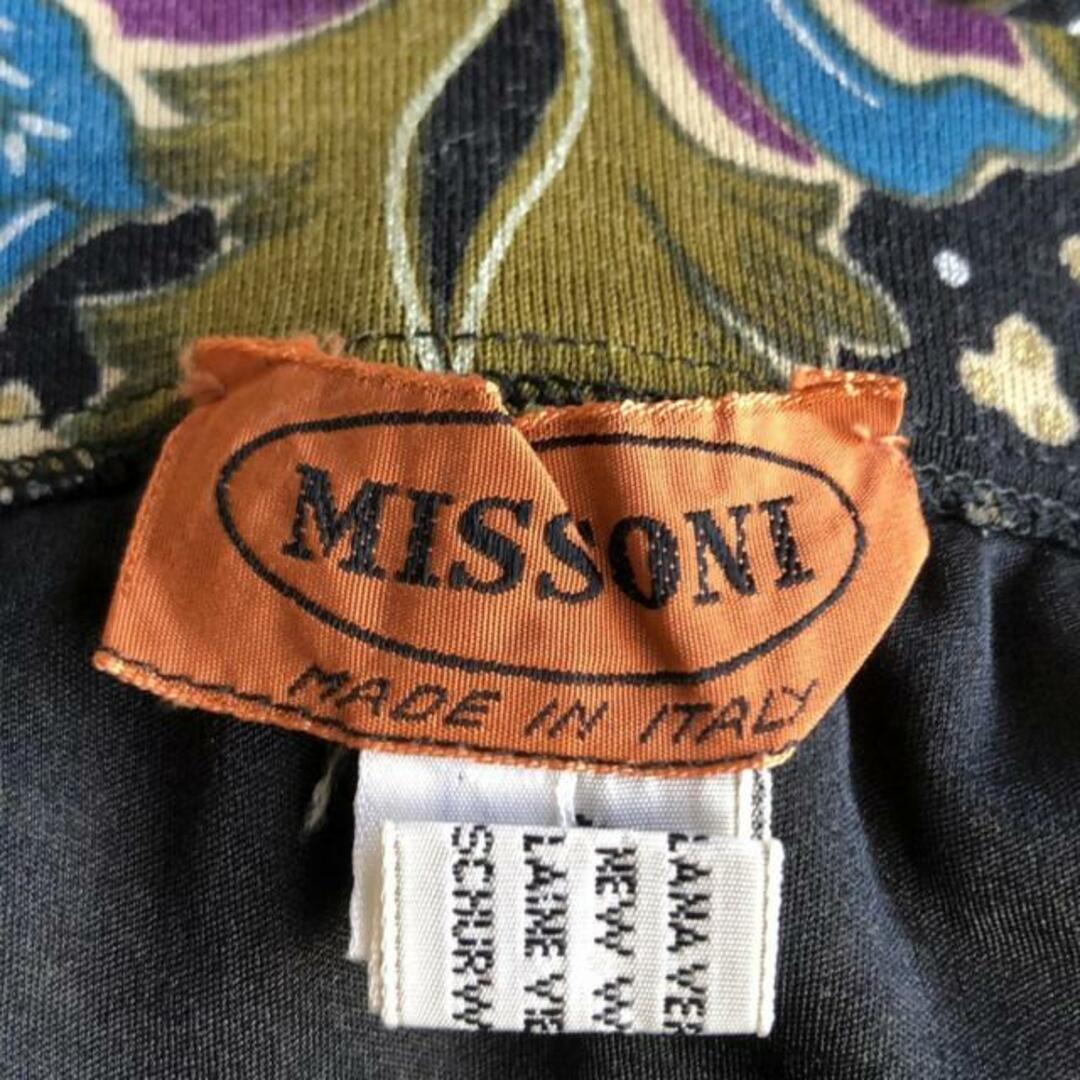 MISSONI
MADE IN ITALY
LANA VER
NEW W
LAINE VIE
SCHURW